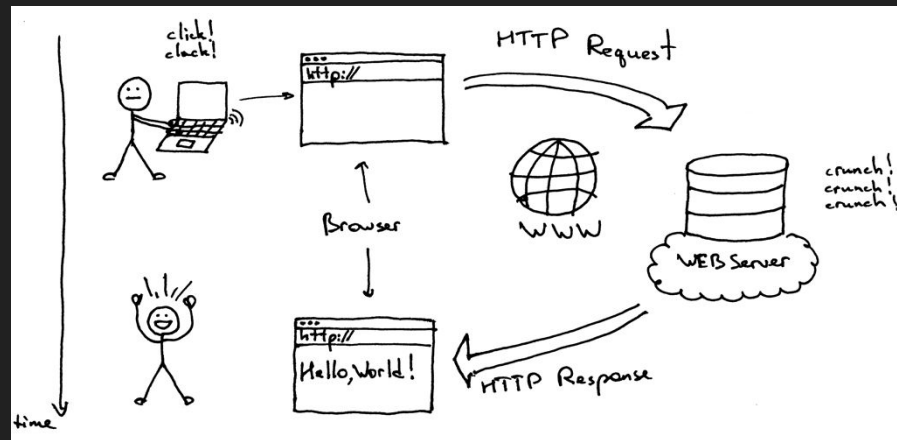 click!
clack!
http://
HTTP Request
WWW
crunch!
crunch!
crunch!
WEB Server
Browser
http://
Hello, World!
HTTP Response
time